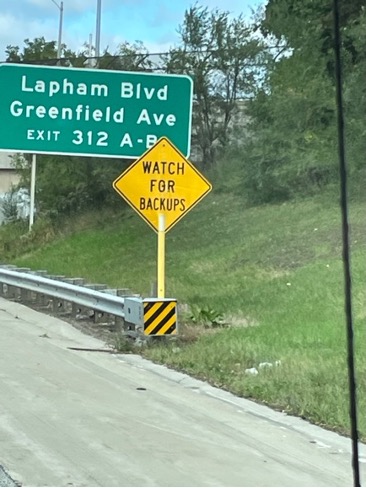 Lapham Blvd
Greenfield Ave
EXIT 312 A-B
WATCH
FOR
BACKUPS